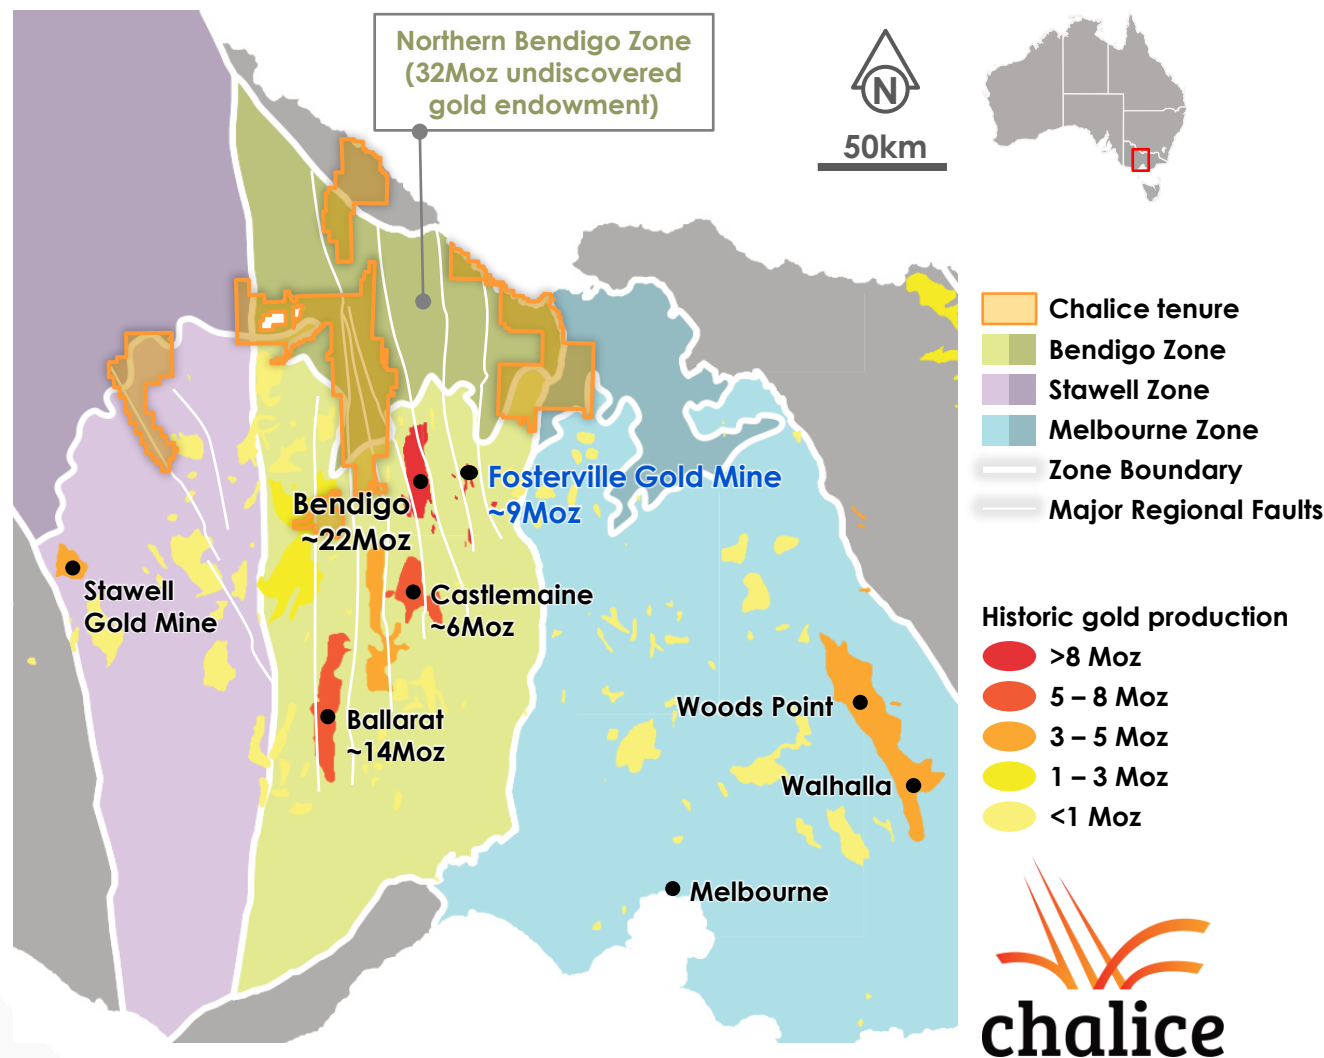 Northern Bendigo Zone
(32Moz undiscovered
gold endowment)
N
50km
Chalice tenure
Bendigo Zone
Stawell Zone
Melbourne Zone
Zone Boundary
Major Regional Faults
Fosterville Gold Mine
~9Moz
Bendigo
~22Moz
Stawell
Gold Mine
Castlemaine
~6Moz
Ballarat
~14Moz
Woods Point
Walhalla
Melbourne
Historic gold production
>8 Moz
5 – 8 Moz
3 – 5 Moz
1 – 3 Moz
<1 Moz
chalice